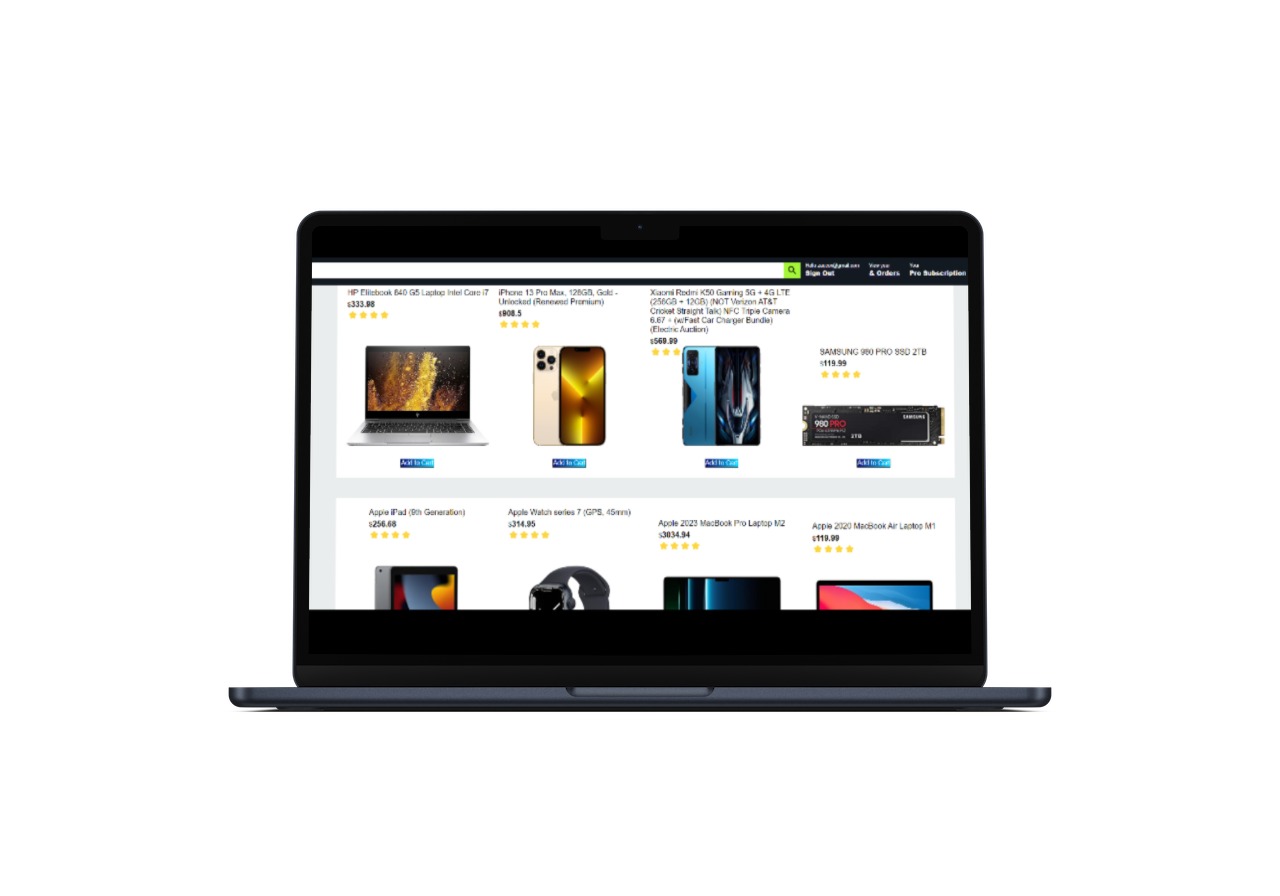 Sign Out
View your
& Orders
Your
Pro Subscription
HP Elitebook 840 G5 Laptop Intel Core i7
$333.98
iPhone 13 Pro Max, 128GB, Gold -
Unlocked (Renewed Premium)
$908.5
Xiaomi Redmi K50 Gaming 5G + 4G LTE
(256GB + 12GB) (NOT Verizon AT&T
Cricket Straight Talk) NFC Triple Camera
6.67 + (w/Fast Car Charger Bundle)
(Electric Auction)
$569.99
SAMSUNG 980 PRO SSD 2TB
$119.99
V-NAND SSD
980 PRO
2TB
SAMSUNG
Add to Cart
Add to Cart
Add to Cart
Add to Cart
Apple iPad (9th Generation)
$256.68
Apple Watch series 7 (GPS, 45mm)
$314.95
Apple 2023 MacBook Pro Laptop M2
$3034.94
Apple 2020 MacBook Air Laptop M1
$119.99